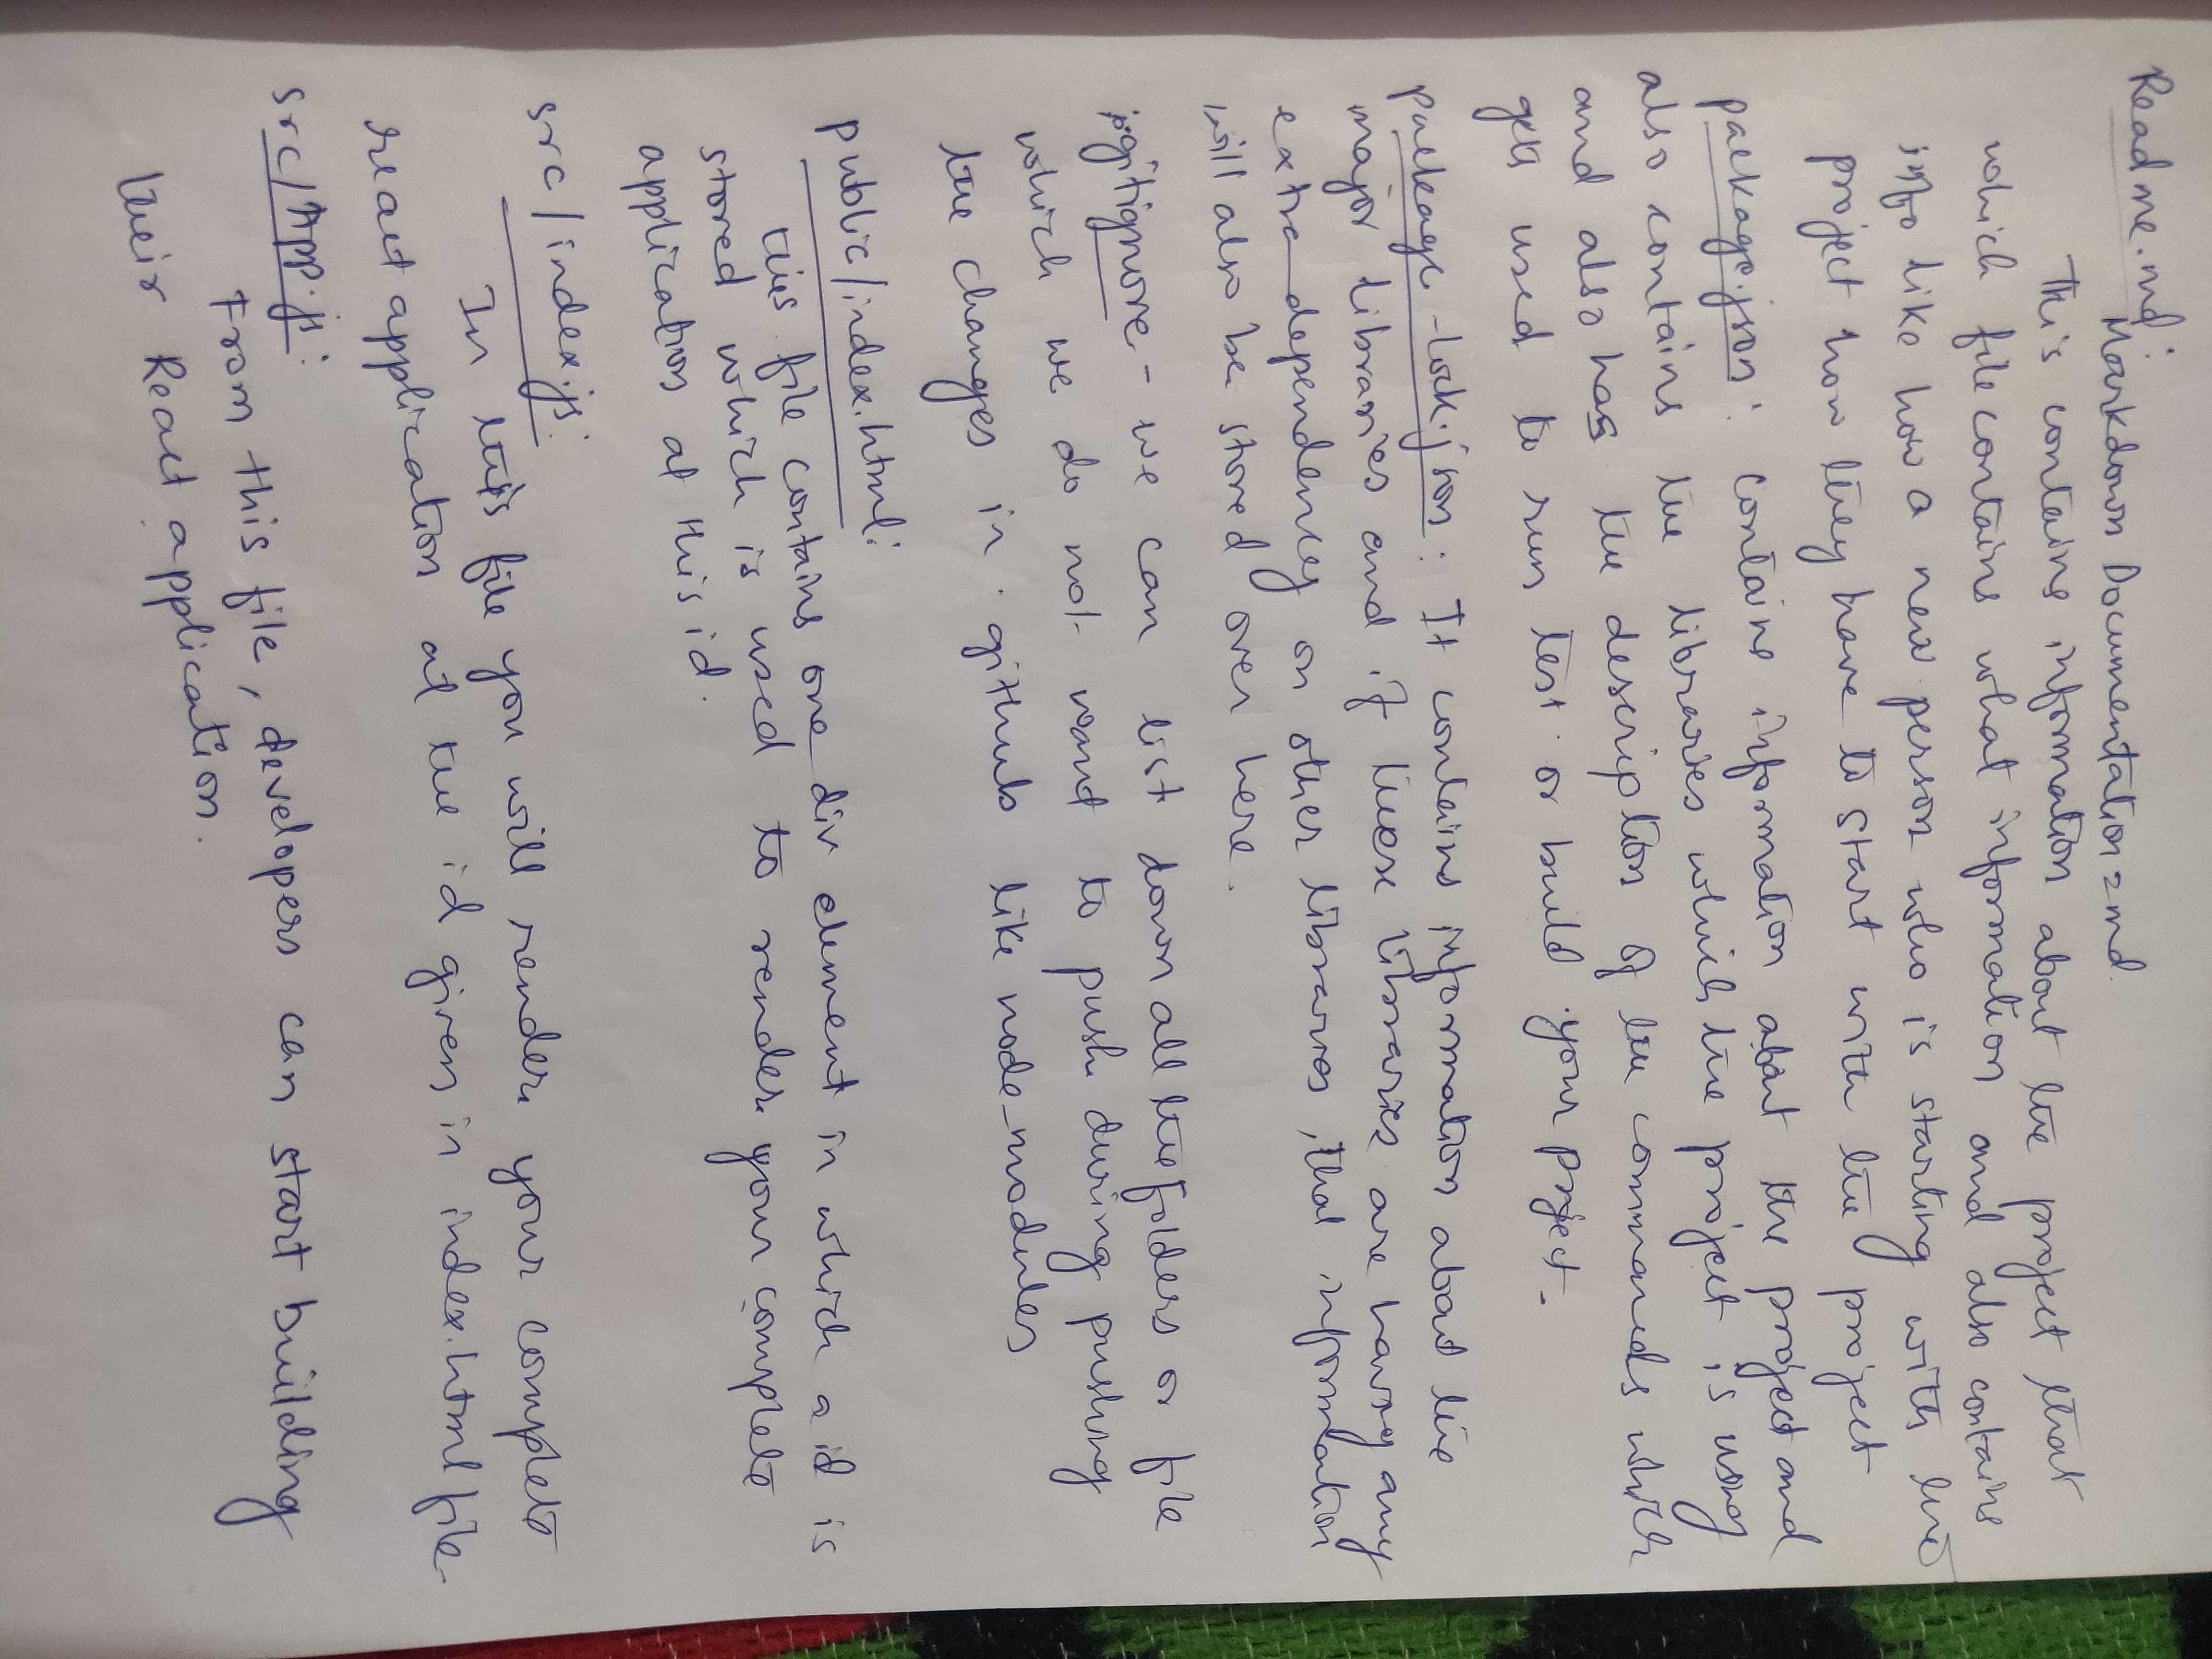 Readme.md:
Markdown Documentation = md.
This contains information about the project that
which file contains what information and also contains
info like how a new person who is starting with the
project how they have to start with the project
package.json: Contains information about the project and
also contains the libraries which the project is using
and also has the description of the commands which
gets used to run test or build your project.
package-lock.json: It contains information about the
major libraries and if these libraries are having any
extra dependency on other libraries, that information
will also be stored over here.
.gitignore - we can list down all the folders or file
which we do not want to push during pushing
the changes in github like node_modules
public/index.html:
this file contains one div element in which a id is
stored which is used to render your complete
application at this id.
src/index.js:
In this file you will render your complete
react application at the id given in index.html file
src/App.js:
From this file, developers can start building
their React application.